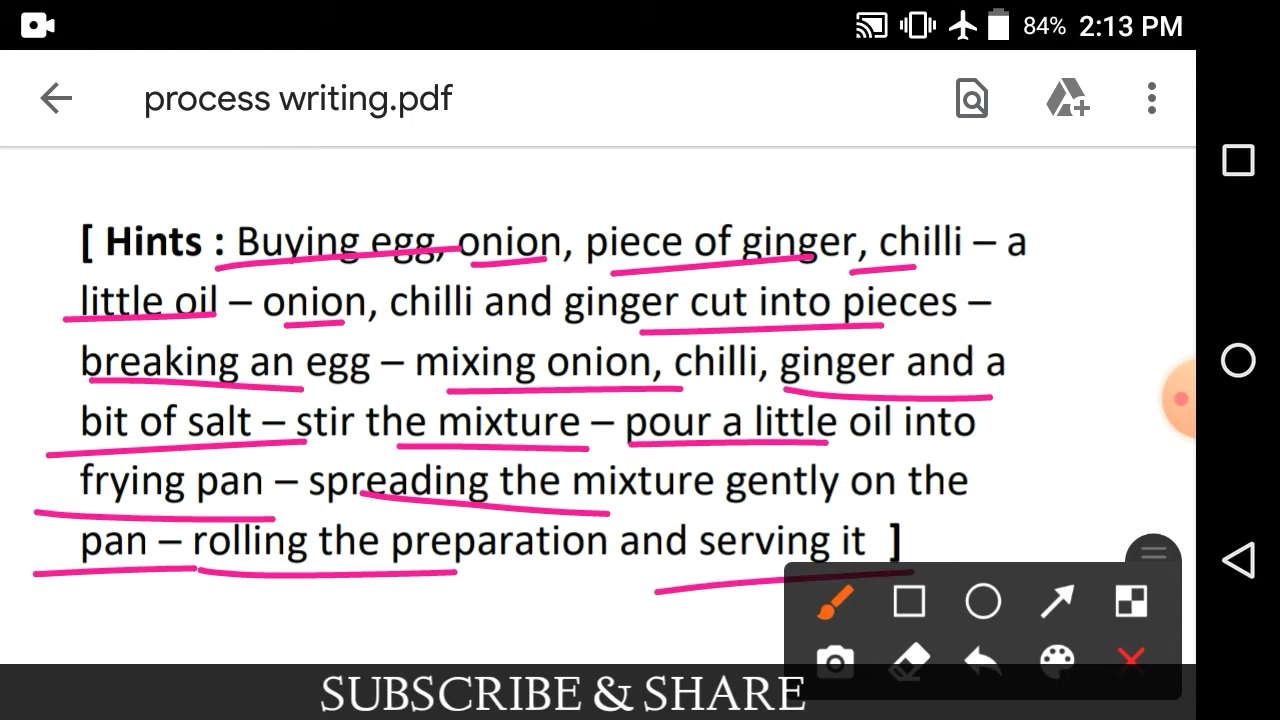 84% 2:13 PM
process writing.pdf
[ Hints : Buying egg, onion, piece of ginger, chilli – a
little oil – onion, chilli and ginger cut into pieces –
breaking an egg – mixing onion, chilli, ginger and a
bit of salt – stir the mixture – pour a little oil into
frying pan – spreading the mixture gently on the
pan – rolling the preparation and serving it ]
SUBSCRIBE & SHARE